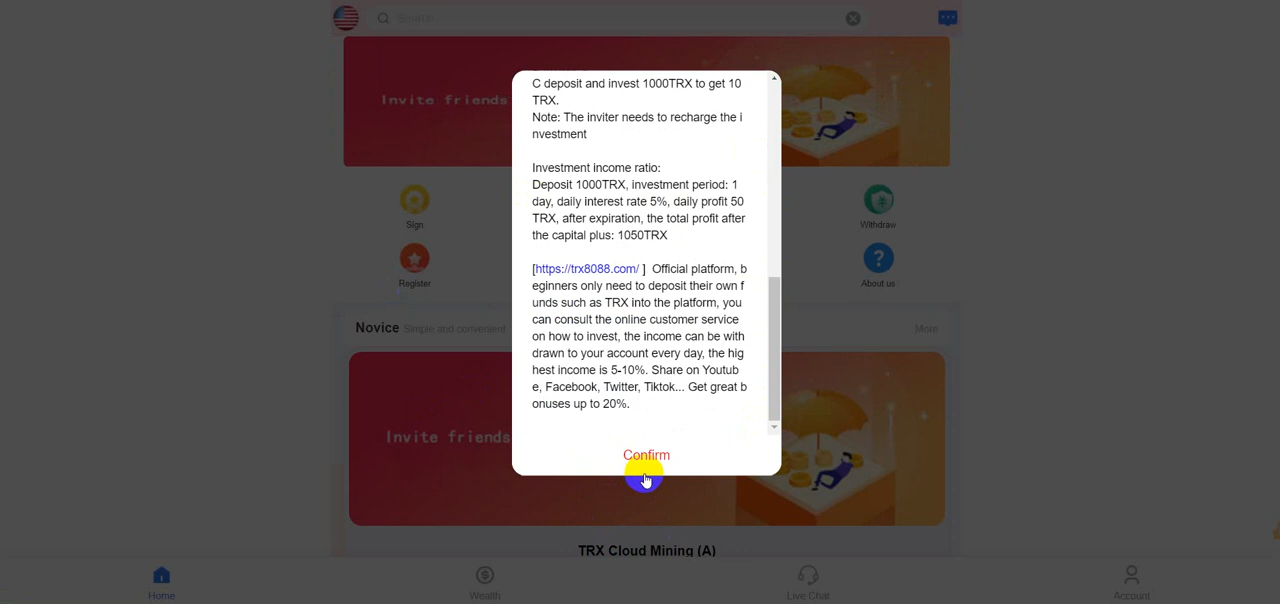 Search
Invite friends
C deposit and invest 1000TRX to get 10
TRX.
Note: The inviter needs to recharge the i
nvestment
Investment income ratio:
Deposit 1000TRX, investment period: 1
day, daily interest rate 5%, daily profit 50
TRX, after expiration, the total profit after
the capital plus: 1050TRX
[https://trx8088.com/ ] Official platform, b
eginners only need to deposit their own f
unds such as TRX into the platform, you
can consult the online customer service
on how to invest, the income can be with
drawn to your account every day, the hig
hest income is 5-10%. Share on Youtub
e, Facebook, Twitter, Tiktok... Get great b
onuses up to 20%.
Confirm
Sign
Withdraw
Register
About us
Novice Simple and convenient
More
Invite friends
TRX Cloud Mining (A)
Home
Wealth
Live Chat
Account